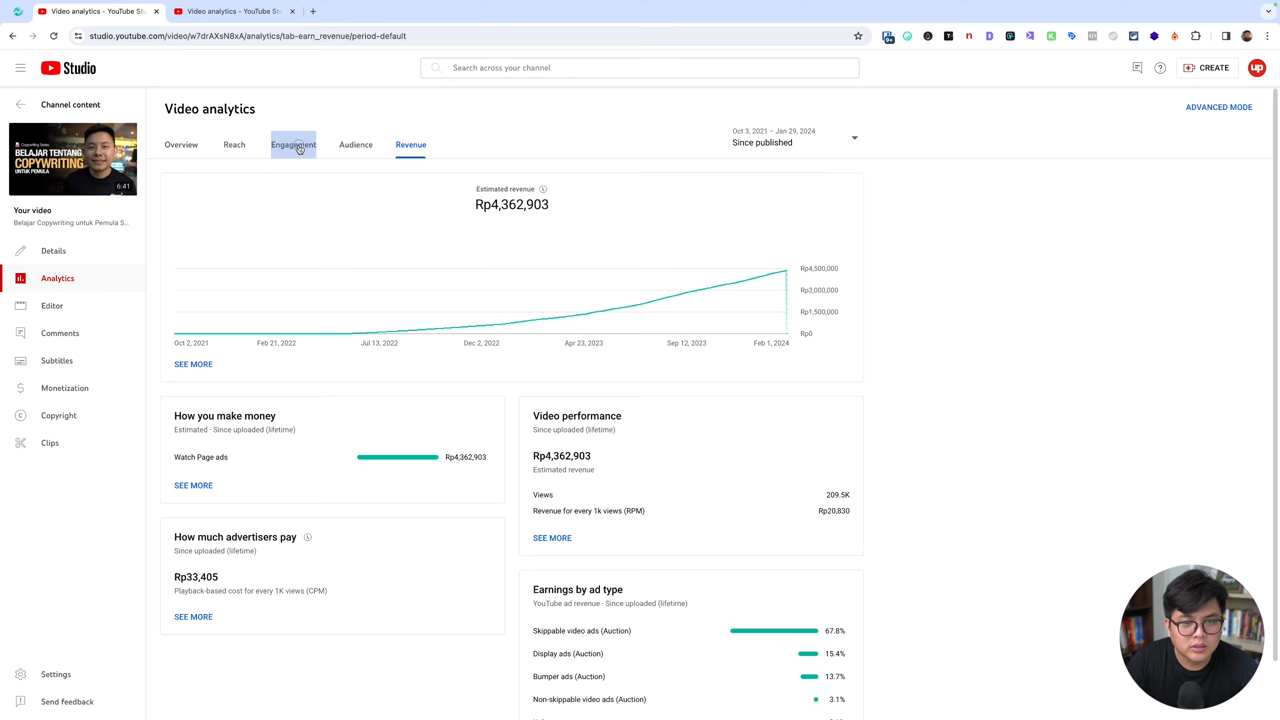 Video analytics - YouTube S
Video analytics - YouTube St
studio.youtube.com/video/w7drAXsN8xA/analytics/tab-earn_revenue/period-default
Studio
Search across your channel
CREATE
up
Channel content
Video analytics
ADVANCED MODE
Overview
Reach
Engagement
Audience
Revenue
Oct 3, 2021 – Jan 29, 2024
Since published
Copywriting Series
BELAJAR TENTANG
COPYWRITING
UNTUK PEMULA
6:41
Your video
Belajar Copywriting untuk Pemula S...
Details
Analytics
Editor
Comments
Subtitles
Monetization
Copyright
Clips
Settings
Send feedback
Estimated revenue
Rp4,362,903
Rp4,500,000
Rp3,000,000
Rp1,500,000
Rp0
Oct 2, 2021
Feb 21, 2022
Jul 13, 2022
Dec 2, 2022
Apr 23, 2023
Sep 12, 2023
Feb 1, 2024
SEE MORE
How you make money
Estimated · Since uploaded (lifetime)
Watch Page ads
Rp4,362,903
SEE MORE
How much advertisers pay
Since uploaded (lifetime)
Rp33,405
Playback-based cost for every 1K views (CPM)
SEE MORE
Video performance
Since uploaded (lifetime)
Rp4,362,903
Estimated revenue
Views
209.5K
Revenue for every 1k views (RPM)
Rp20,830
SEE MORE
Earnings by ad type
YouTube ad revenue · Since uploaded (lifetime)
Skippable video ads (Auction)
67.8%
Display ads (Auction)
15.4%
Bumper ads (Auction)
13.7%
Non-skippable video ads (Auction)
3.1%